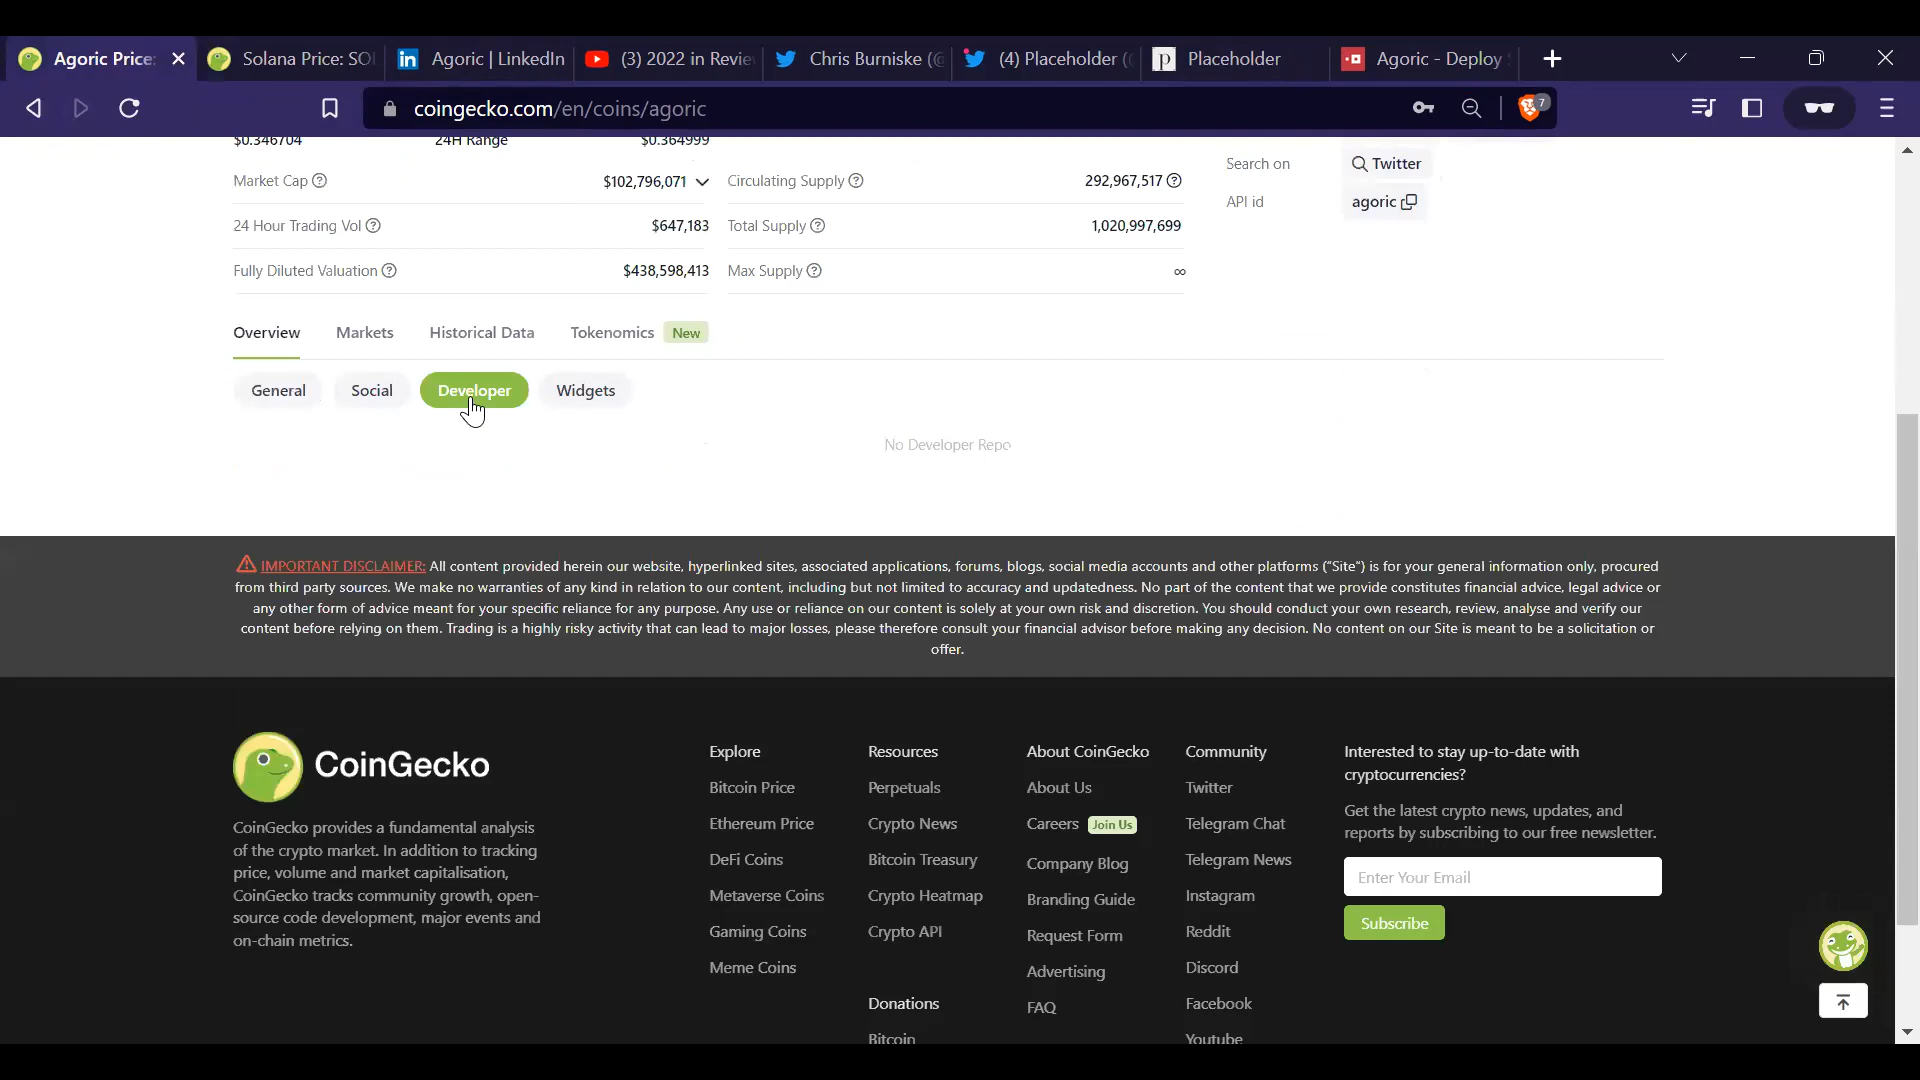 Agoric Price:
Solana Price: SO
Agoric | LinkedIn
(3) 2022 in Revie
Chris Burniske (@
(4) Placeholder (
Placeholder
Agoric - Deploy
coingecko.com/en/coins/agoric
7
$0.346704
24H Range
$0.364999
Market Cap
$102,796,071
Circulating Supply
292,967,517
24 Hour Trading Vol
$647,183
Total Supply
1,020,997,699
Fully Diluted Valuation
$438,598,413
Max Supply
∞
Search on
Twitter
API id
agoric
Overview
Markets
Historical Data
Tokenomics
New
General
Social
Developer
Widgets
No Developer Repo
IMPORTANT DISCLAIMER: All content provided herein our website, hyperlinked sites, associated applications, forums, blogs, social media accounts and other platforms (“Site”) is for your general information only, procured
from third party sources. We make no warranties of any kind in relation to our content, including but not limited to accuracy and updatedness. No part of the content that we provide constitutes financial advice, legal advice or
any other form of advice meant for your specific reliance for any purpose. Any use or reliance on our content is solely at your own risk and discretion. You should conduct your own research, review, analyse and verify our
content before relying on them. Trading is a highly risky activity that can lead to major losses, please therefore consult your financial advisor before making any decision. No content on our Site is meant to be a solicitation or
offer.
CoinGecko
CoinGecko provides a fundamental analysis
of the crypto market. In addition to tracking
price, volume and market capitalisation,
CoinGecko tracks community growth, open-
source code development, major events and
on-chain metrics.
Explore
Bitcoin Price
Ethereum Price
DeFi Coins
Metaverse Coins
Gaming Coins
Meme Coins
Resources
Perpetuals
Crypto News
Bitcoin Treasury
Crypto Heatmap
Crypto API
Donations
Bitcoin
About CoinGecko
About Us
Careers
Join Us
Company Blog
Branding Guide
Request Form
Advertising
FAQ
Community
Twitter
Telegram Chat
Telegram News
Instagram
Reddit
Discord
Facebook
Youtube
Interested to stay up-to-date with
cryptocurrencies?
Get the latest crypto news, updates, and
reports by subscribing to our free newsletter.
Enter Your Email
Subscribe